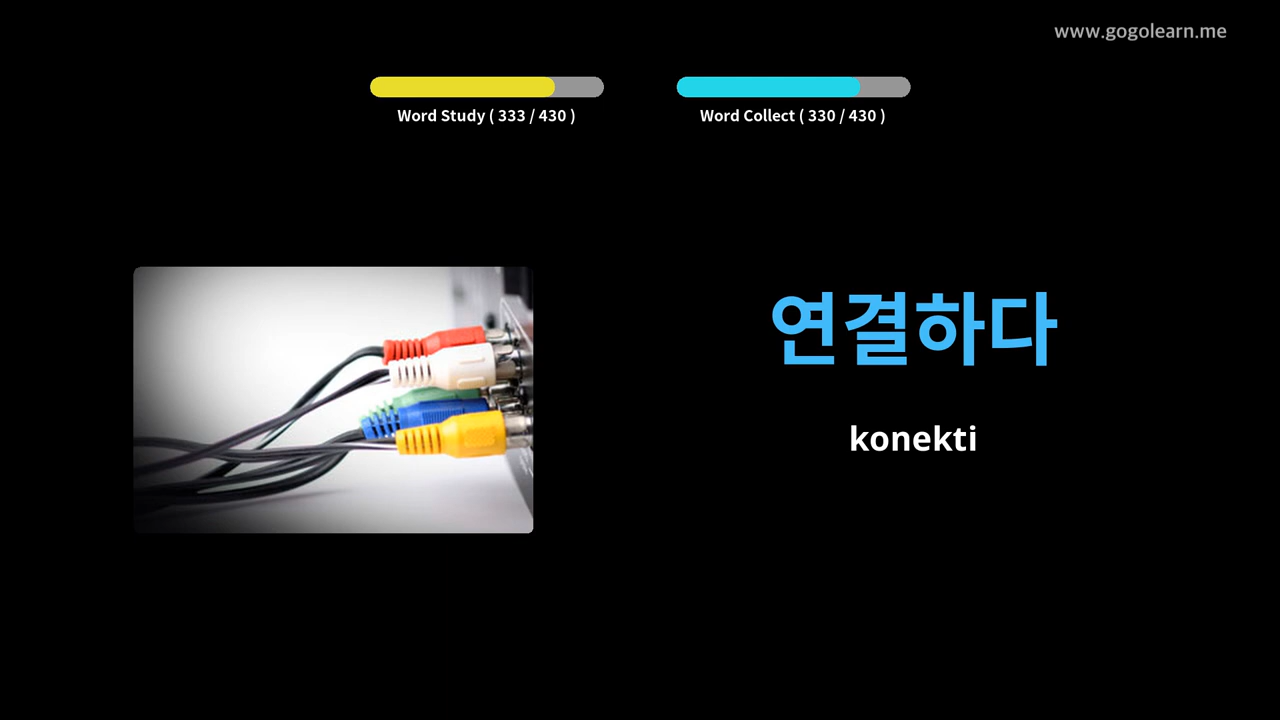 www.gogolearn.me
Word Study ( 333 / 430 )
Word Collect ( 330 / 430 )
연결하다
konekti